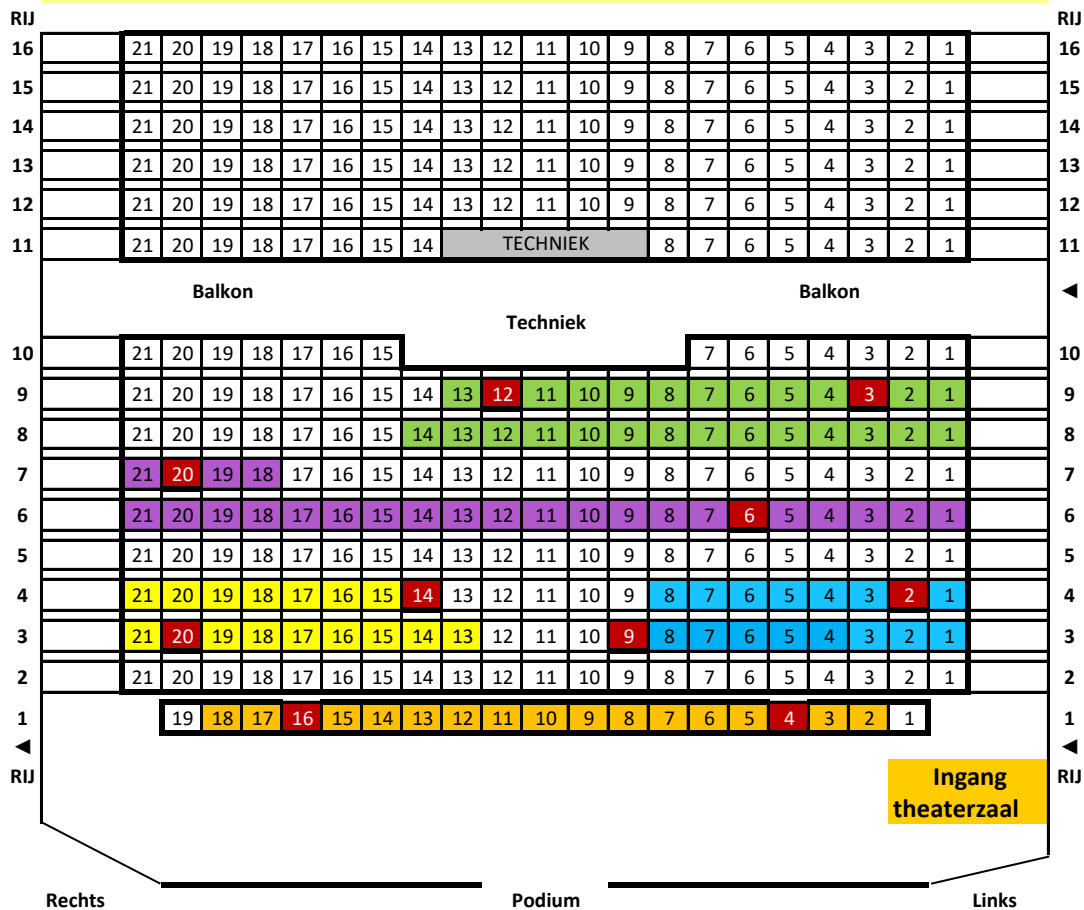 RIJ RIJ
16 21 20 19 18 17 16 15 14 13 12 11 10 9 8 7 6 5 4 3 2 1 16
15 21 20 19 18 17 16 15 14 13 12 11 10 9 8 7 6 5 4 3 2 1 15
14 21 20 19 18 17 16 15 14 13 12 11 10 9 8 7 6 5 4 3 2 1 14
13 21 20 19 18 17 16 15 14 13 12 11 10 9 8 7 6 5 4 3 2 1 13
12 21 20 19 18 17 16 15 14 13 12 11 10 9 8 7 6 5 4 3 2 1 12
11 21 20 19 18 17 16 15 14 TECHNIEK 8 7 6 5 4 3 2 1 11
Balkon Balkon ◄
Techniek
10 21 20 19 18 17 16 15 7 6 5 4 3 2 1 10
9 21 20 19 18 17 16 15 14 13 12 11 10 9 8 7 6 5 4 3 2 1 9
8 21 20 19 18 17 16 15 14 13 12 11 10 9 8 7 6 5 4 3 2 1 8
7 21 20 19 18 17 16 15 14 13 12 11 10 9 8 7 6 5 4 3 2 1 7
6 21 20 19 18 17 16 15 14 13 12 11 10 9 8 7 6 5 4 3 2 1 6
5 21 20 19 18 17 16 15 14 13 12 11 10 9 8 7 6 5 4 3 2 1 5
4 21 20 19 18 17 16 15 14 13 12 11 10 9 8 7 6 5 4 3 2 1 4
3 21 20 19 18 17 16 15 14 13 12 11 10 9 8 7 6 5 4 3 2 1 3
2 21 20 19 18 17 16 15 14 13 12 11 10 9 8 7 6 5 4 3 2 1 2
1 19 18 17 16 15 14 13 12 11 10 9 8 7 6 5 4 3 2 1 1
◄ ◄
RIJ RIJ
Ingang
theaterzaal
Rechts Podium Links